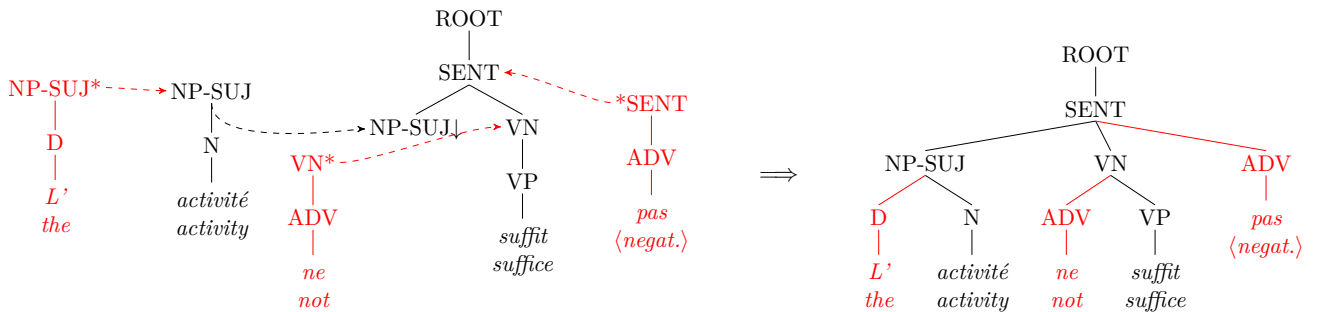 ROOT
SENT
NP-SUJ*
NP-SUJ
*SENT
NP-SUJ↓
VN
D
N
VN*
ADV
VP
L'
the
activité
activity
ADV
pas
⟨negat.⟩
suffit
suffice
ne
not
⟹
ROOT
SENT
NP-SUJ
VN
ADV
D
N
ADV
VP
pas
⟨negat.⟩
L'
the
activité
activity
ne
not
suffit
suffice